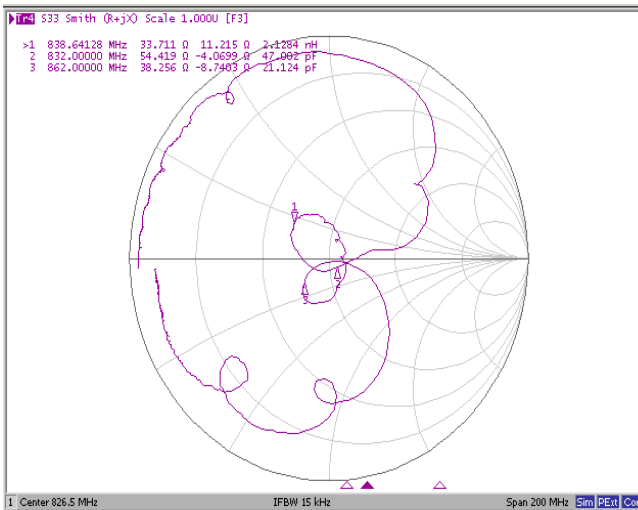 Tr4 S33 Smith (R+jX) Scale 1.000U [F3]
>1 838.64128 MHz 33.711 Ω 11.215 Ω 2.1284 nH
2 832.00000 MHz 54.419 Ω -4.0699 Ω 47.002 pF
3 862.00000 MHz 38.256 Ω -8.7403 Ω 21.124 pF
1
3
2
1 Center 826.5 MHz IFBW 15 kHz Span 200 MHz Sim PExt Cor